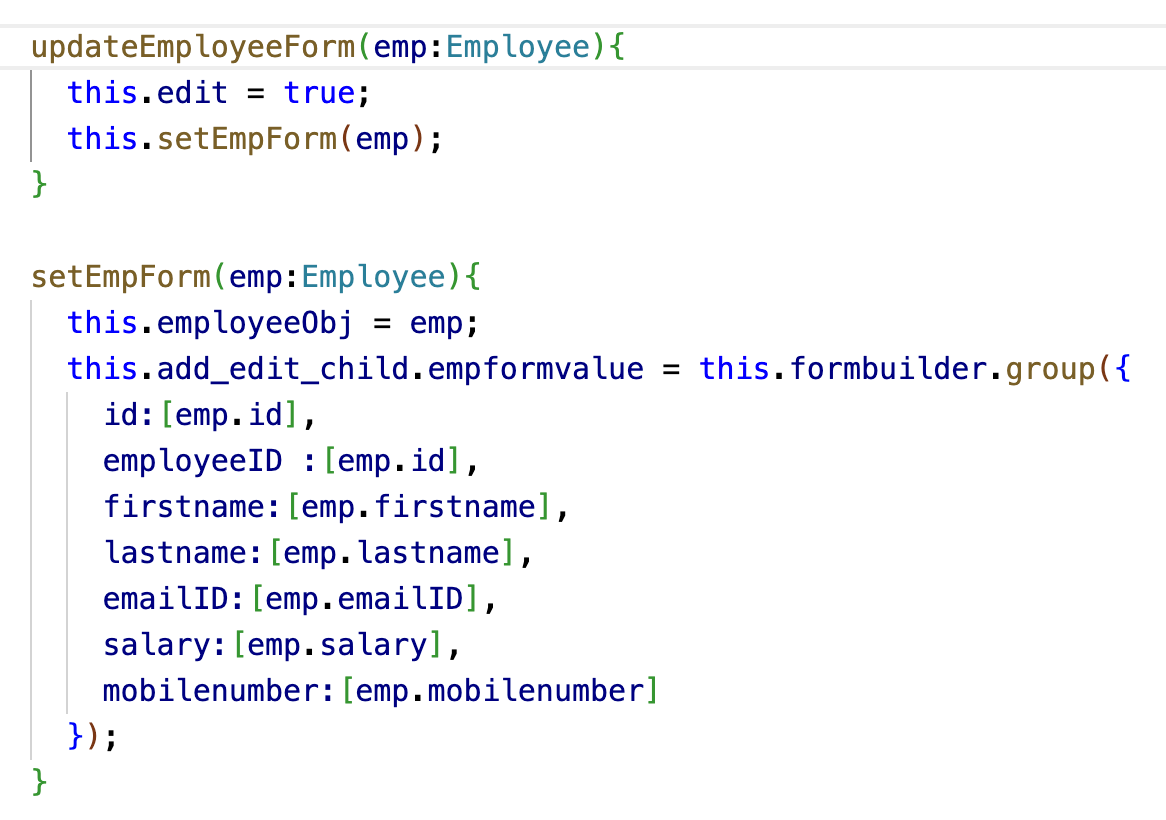 updateEmployeeForm(emp:Employee){
  this.edit = true;
  this.setEmpForm(emp);
}

setEmpForm(emp:Employee){
  this.employeeObj = emp;
  this.add_edit_child.empformvalue = this.formbuilder.group({
    id:[emp.id],
    employeeID :[emp.id],
    firstname:[emp.firstname],
    lastname:[emp.lastname],
    emailID:[emp.emailID],
    salary:[emp.salary],
    mobilenumber:[emp.mobilenumber]
  });
}